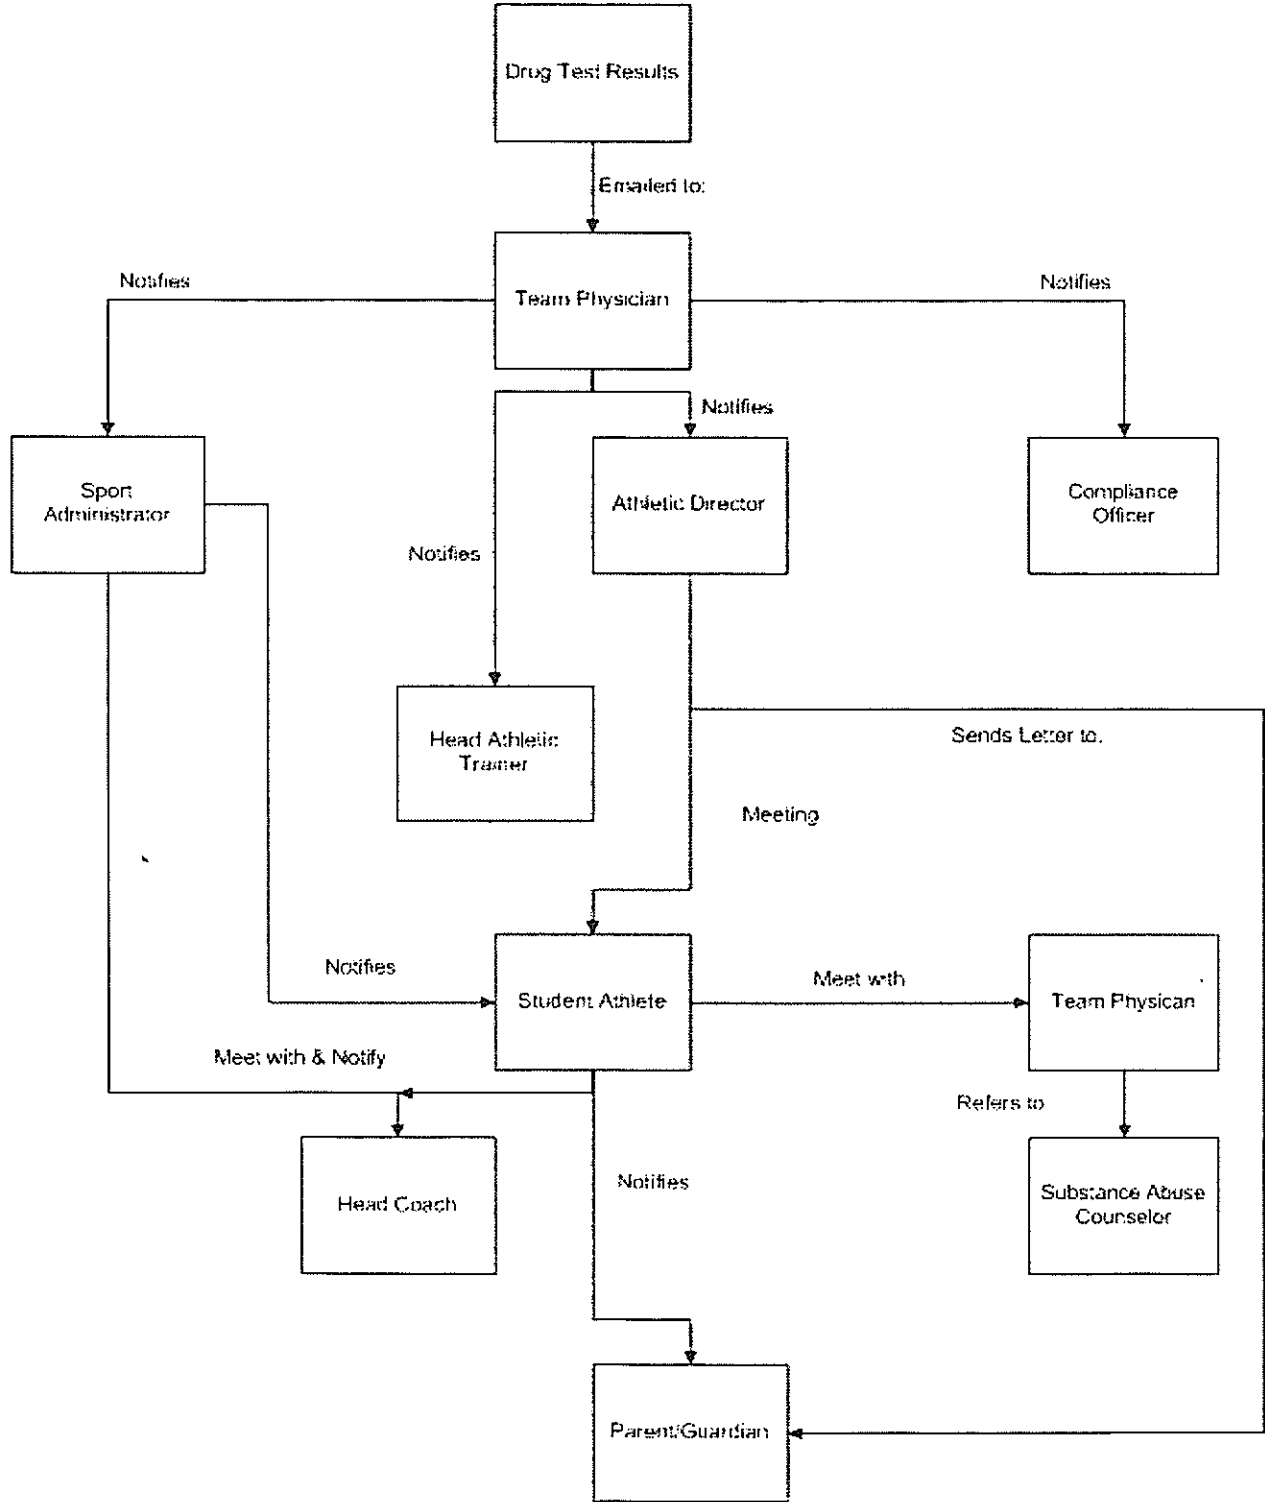 Drug Test Results
Emailed to:
Notifies
Team Physician
Notifies
Notifies
Sport
Administrator
Athletic Director
Compliance
Officer
Notifies
Head Athletic
Trainer
Sends Letter to.
Meeting
Notifies
Student Athlete
Meet with
Team Physican
Meet with & Notify
Refers to
Head Coach
Notifies
Substance Abuse
Counselor
Parent/Guardian